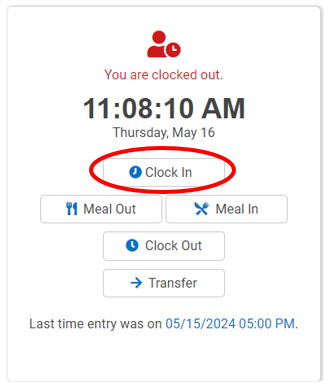 You are clocked out.
11:08:10 AM
Thursday, May 16
Clock In
Meal Out Meal In
Clock Out
Transfer
Last time entry was on 05/15/2024 05:00 PM.